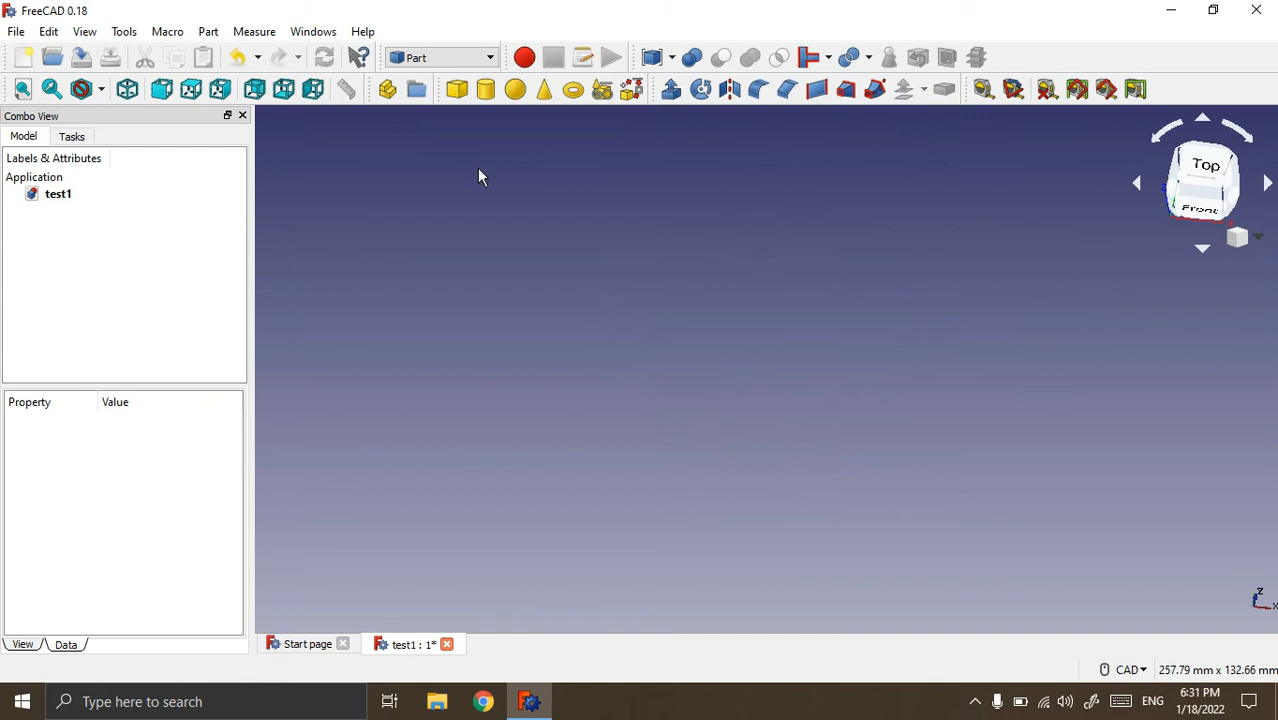 FreeCAD 0.18
File Edit View Tools Macro Part Measure Windows Help
Part
Combo View
Model Tasks
Labels & Attributes
Application
test1
Top
Front
Property Value
z
x
View Data
Start page test1 : 1*
CAD 257.79 mm x 132.66 mm
Type here to search
ENG
6:31 PM
1/18/2022